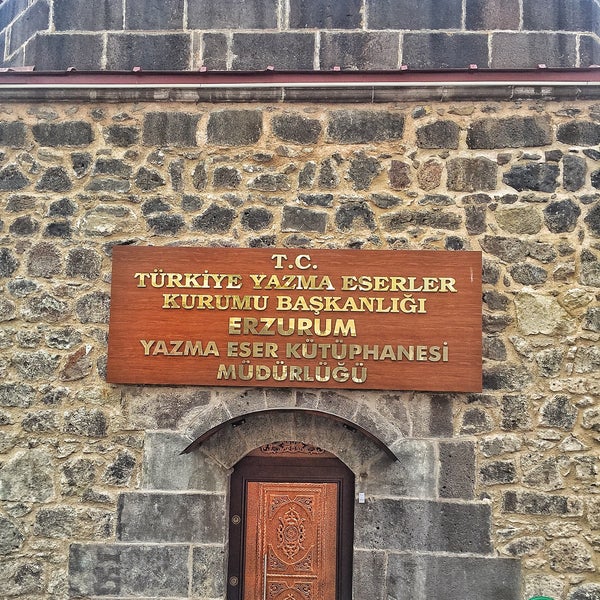 T.C.
TÜRKİYE YAZMA ESERLER
KURUMU BAŞKANLIĞI
ERZURUM
YAZMA ESER KÜTÜPHANESİ
MÜDÜRLÜĞÜ